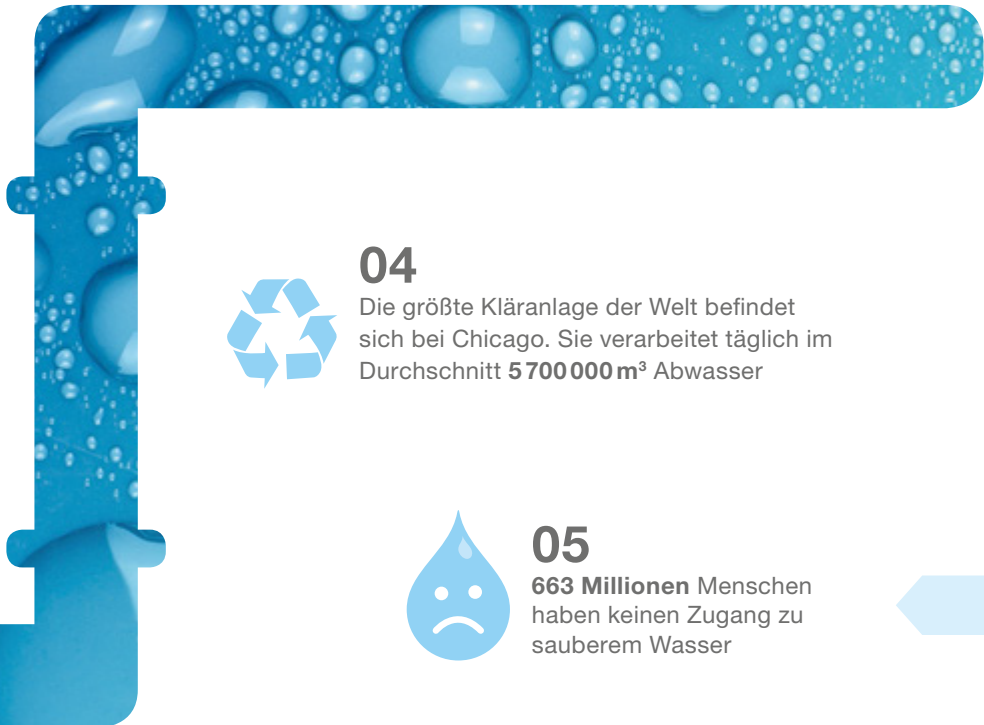 04
Die größte Kläranlage der Welt befindet
sich bei Chicago. Sie verarbeitet täglich im
Durchschnitt 5 700 000 m³ Abwasser
05
663 Millionen Menschen
haben keinen Zugang zu
sauberem Wasser